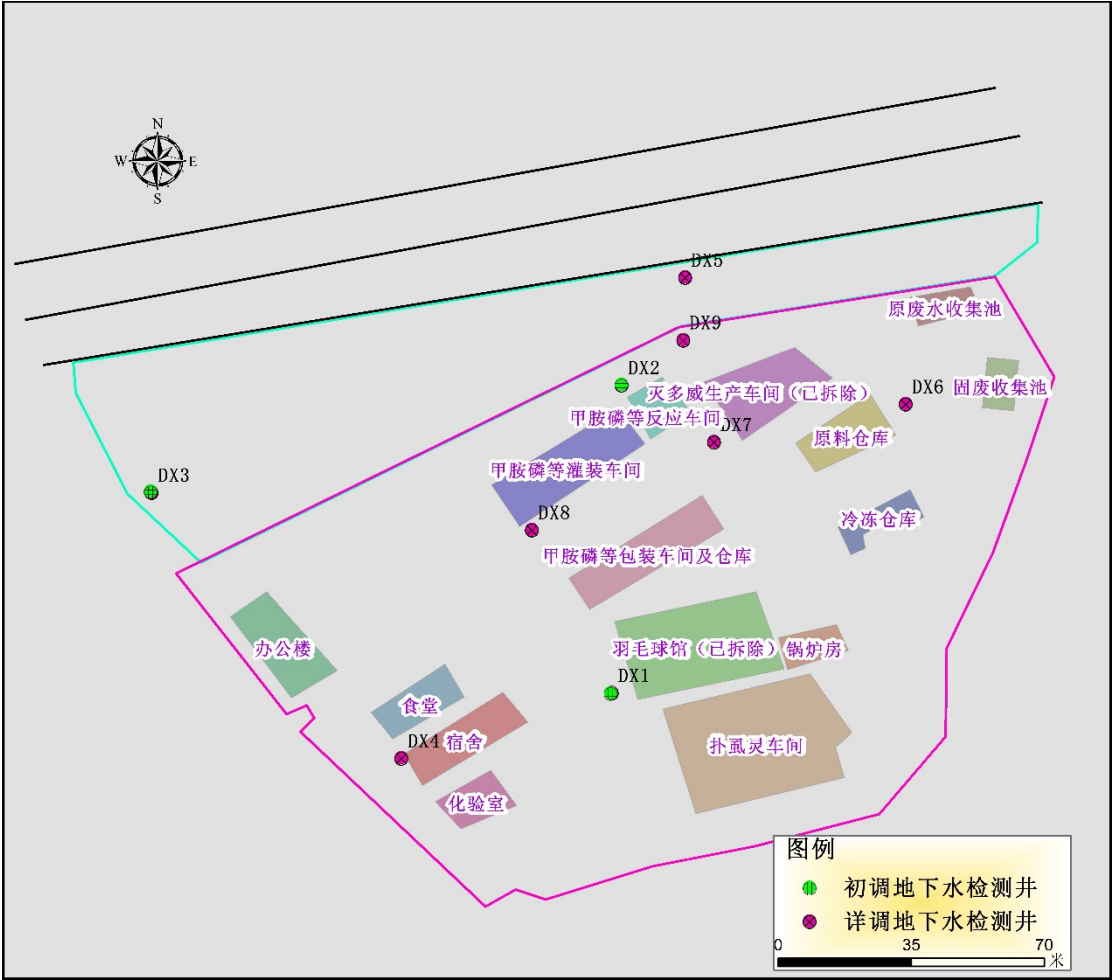 N
W E
S
DX5
原废水收集池
DX9
DX2
灭多威生产车间（已拆除）
DX6
固废收集池
甲胺磷等反应车间
DX7
原料仓库
甲胺磷等灌装车间
DX3
DX8
冷冻仓库
甲胺磷等包装车间及仓库
办公楼
羽毛球馆（已拆除）
锅炉房
DX1
食堂
DX4
宿舍
扑虱灵车间
化验室
图例
初调地下水检测井
详调地下水检测井
0 35 70
米